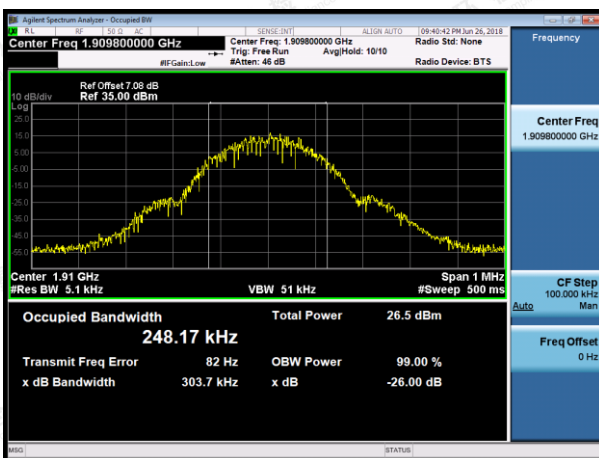 Agilent Spectrum Analyzer - Occupied BW
RL RF 50 Ω AC SENSE:INT ALIGN AUTO 09:40:42 PM Jun 26, 2018
Center Freq 1.909800000 GHz
Center Freq: 1.909800000 GHz
Radio Std: None
Trig: Free Run Avg|Hold: 10/10
#IFGain:Low
#Atten: 46 dB
Radio Device: BTS
Frequency
Ref Offset 7.08 dB
10 dB/div Ref 35.00 dBm
Log
25.0
15.0
5.00
-5.00
-15.0
-25.0
-35.0
-45.0
-55.0
Center 1.91 GHz
Span 1 MHz
#Res BW 5.1 kHz
VBW 51 kHz
#Sweep 500 ms
Occupied Bandwidth
Total Power 26.5 dBm
248.17 kHz
Transmit Freq Error 82 Hz
OBW Power 99.00 %
x dB Bandwidth 303.7 kHz
x dB -26.00 dB
Center Freq
1.909800000 GHz
CF Step
100.000 kHz
Auto Man
Freq Offset
0 Hz
MSG
STATUS